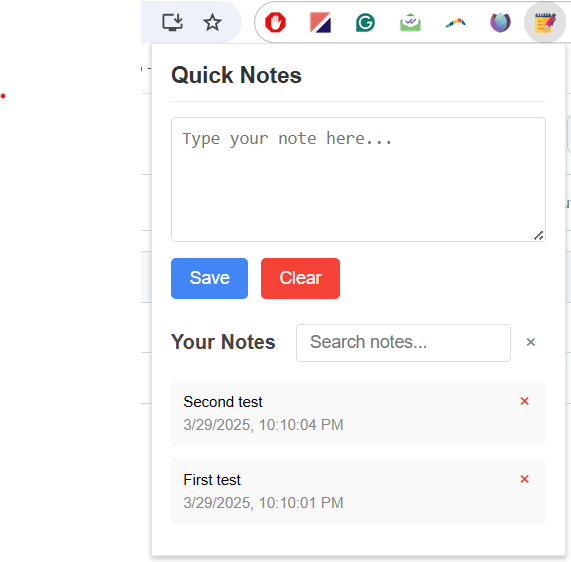 Quick Notes
Type your note here...
Save Clear
Your Notes Search notes... ×
Second test ×
3/29/2025, 10:10:04 PM
First test ×
3/29/2025, 10:10:01 PM